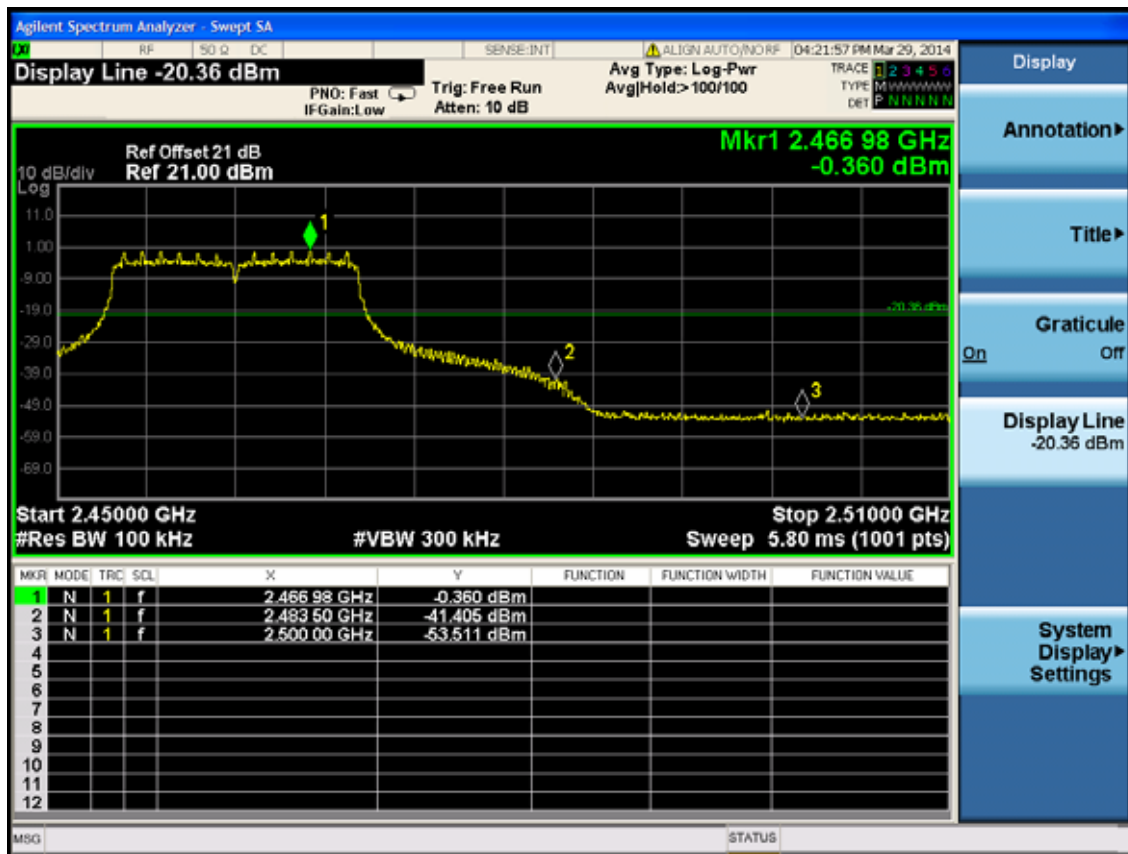 Agilent Spectrum Analyzer - Swept SA
RF 50 Ω DC SENSE:INT ALIGN AUTO/NO RF 04:21:57 PM Mar 29, 2014
Display Line -20.36 dBm
PNO: Fast
IFGain:Low
Trig: Free Run
Atten: 10 dB
Avg Type: Log-Pwr
Avg|Hold:> 100/100
TRACE 1 2 3 4 5 6
TYPE M WWWWW
DET P N N N N N
Mkr1 2.466 98 GHz
-0.360 dBm
Ref Offset 21 dB
10 dB/div Ref 21.00 dBm
Log
11.0
1.00
-9.00
-19.0
-29.0
-39.0
-49.0
-59.0
-69.0
1
-20.36 dBm
2
3
Start 2.45000 GHz Stop 2.51000 GHz
#Res BW 100 kHz #VBW 300 kHz Sweep 5.80 ms (1001 pts)
MKR MODE TRC SCL X Y FUNCTION FUNCTION WIDTH FUNCTION VALUE
1 N 1 f 2.466 98 GHz -0.360 dBm
2 N 1 f 2.483 50 GHz -41.405 dBm
3 N 1 f 2.500 00 GHz -53.511 dBm
4
5
6
7
8
9
10
11
12
MSG STATUS
Display
Annotation
Title
Graticule
On Off
Display Line
-20.36 dBm
System
Display
Settings